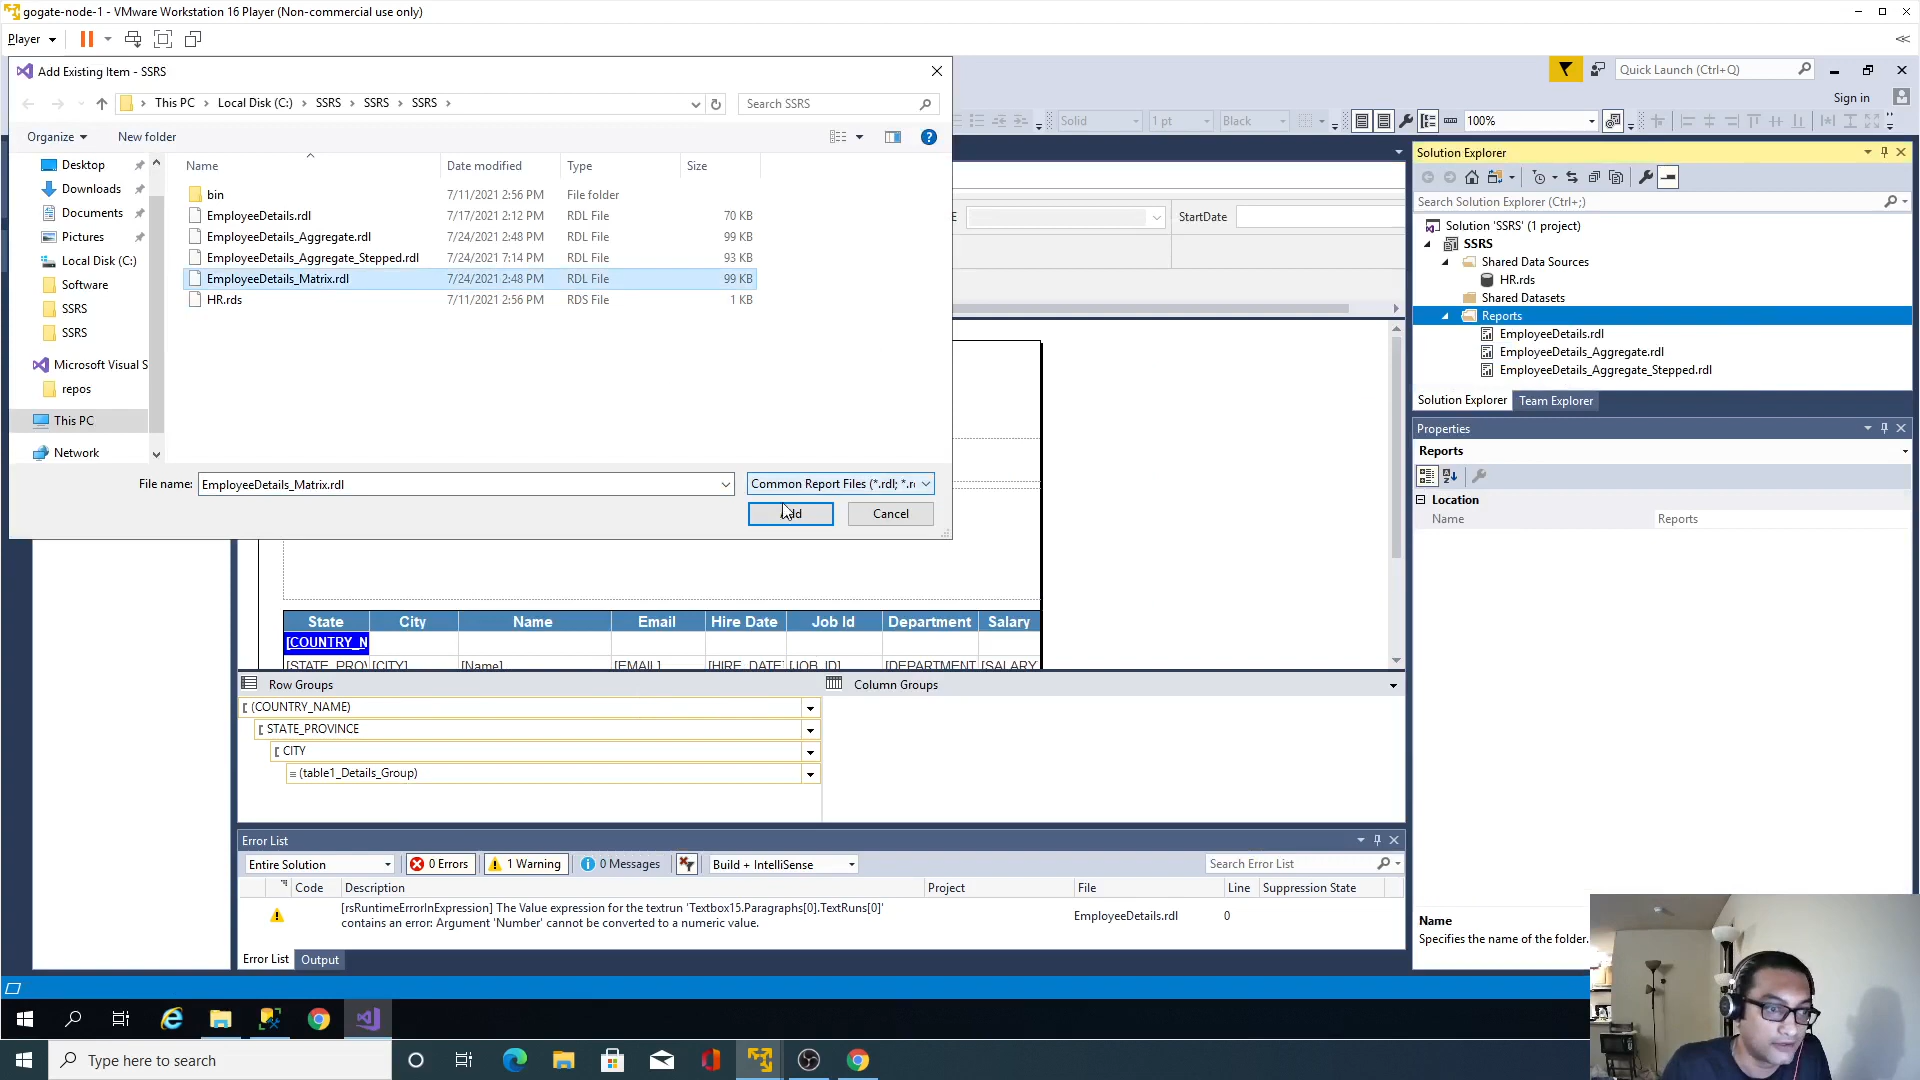 gogate-node-1 - VMware Workstation 16 Player (Non-commercial use only)
Player
Add Existing Item - SSRS
Quick Launch (Ctrl+Q)
Sign in
This PC > Local Disk (C:) > SSRS > SSRS > SSRS >
Search SSRS
Solid
1 pt
Black
100%
Organize
New folder
Name
Date modified
Type
Size
Desktop
Downloads
Documents
Pictures
Local Disk (C:)
Software
SSRS
SSRS
Microsoft Visual S
repos
This PC
Network
bin 7/11/2021 2:56 PM File folder
EmployeeDetails.rdl 7/17/2021 2:12 PM RDL File 70 KB
EmployeeDetails_Aggregate.rdl 7/24/2021 2:48 PM RDL File 99 KB
EmployeeDetails_Aggregate_Stepped.rdl 7/24/2021 7:14 PM RDL File 93 KB
EmployeeDetails_Matrix.rdl 7/24/2021 2:48 PM RDL File 99 KB
HR.rds 7/11/2021 2:56 PM RDS File 1 KB
File name: EmployeeDetails_Matrix.rdl
Common Report Files (*.rdl; *.r
Cancel
E
StartDate
Solution Explorer
Search Solution Explorer (Ctrl+;)
Solution 'SSRS' (1 project)
SSRS
Shared Data Sources
HR.rds
Shared Datasets
Reports
EmployeeDetails.rdl
EmployeeDetails_Aggregate.rdl
EmployeeDetails_Aggregate_Stepped.rdl
Solution Explorer
Team Explorer
Properties
Reports
Location
Name Reports
Name
Specifies the name of the folder.
State City Name Email Hire Date Job Id Department Salary
[COUNTRY_N
[STATE_PROV [CITY] [Name] [EMAIL] [HIRE_DATE [JOB_ID] [DEPARTMENT [SALARY
Row Groups
Column Groups
[ (COUNTRY_NAME)
[ STATE_PROVINCE
[ CITY
(table1_Details_Group)
Error List
Entire Solution
0 Errors
1 Warning
0 Messages
Build + IntelliSense
Search Error List
Code Description Project File Line Suppression State
[rsRuntimeErrorInExpression] The Value expression for the textrun 'Textbox15.Paragraphs[0].TextRuns[0]'
contains an error: Argument 'Number' cannot be converted to a numeric value.
EmployeeDetails.rdl 0
Error List
Output
Type here to search